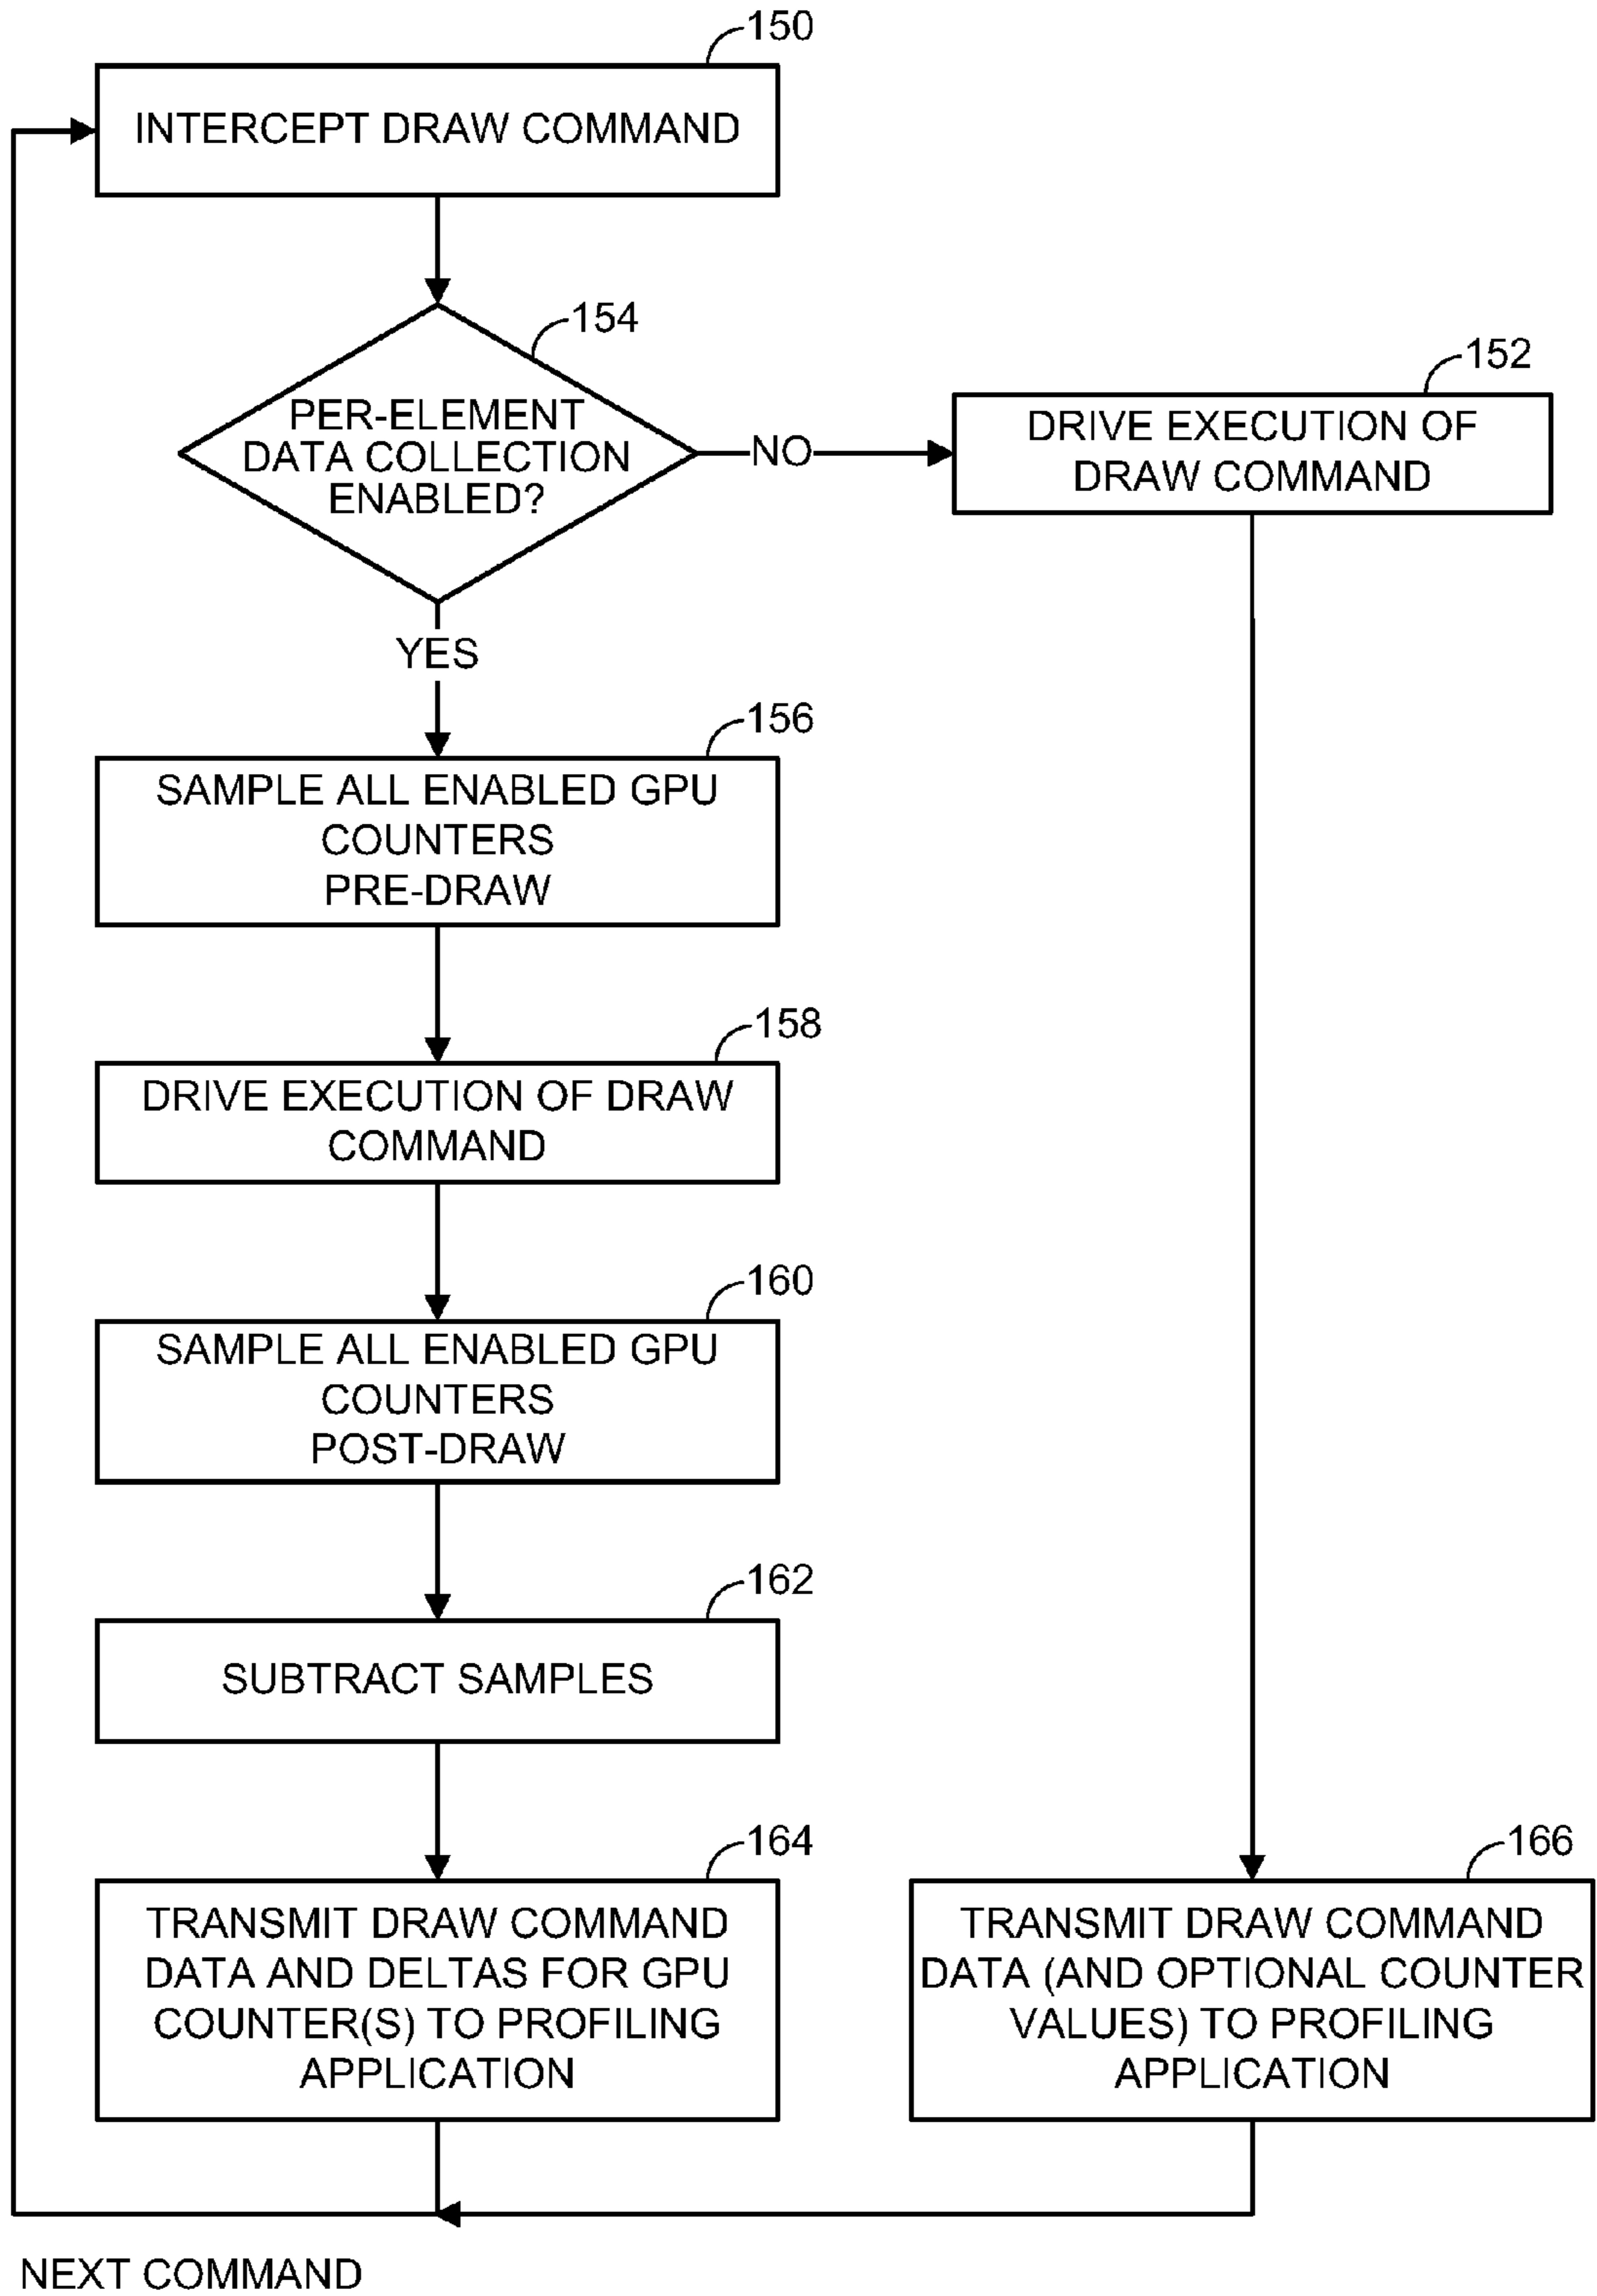 150
INTERCEPT DRAW COMMAND
154
PER-ELEMENT
DATA COLLECTION
ENABLED?
NO
152
DRIVE EXECUTION OF
DRAW COMMAND
YES
156
SAMPLE ALL ENABLED GPU
COUNTERS
PRE-DRAW
158
DRIVE EXECUTION OF DRAW
COMMAND
160
SAMPLE ALL ENABLED GPU
COUNTERS
POST-DRAW
162
SUBTRACT SAMPLES
164
TRANSMIT DRAW COMMAND
DATA AND DELTAS FOR GPU
COUNTER(S) TO PROFILING
APPLICATION
166
TRANSMIT DRAW COMMAND
DATA (AND OPTIONAL COUNTER
VALUES) TO PROFILING
APPLICATION
NEXT COMMAND